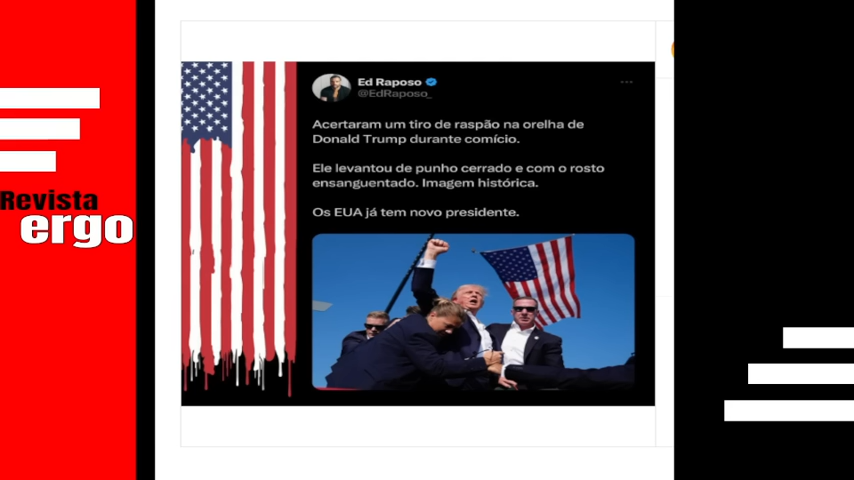 Revista
ergo
Ed Raposo
@EdRaposo_
Acertaram um tiro de raspão na orelha de
Donald Trump durante comício.
Ele levantou de punho cerrado e com o rosto
ensanguentado. Imagem histórica.
Os EUA já tem novo presidente.